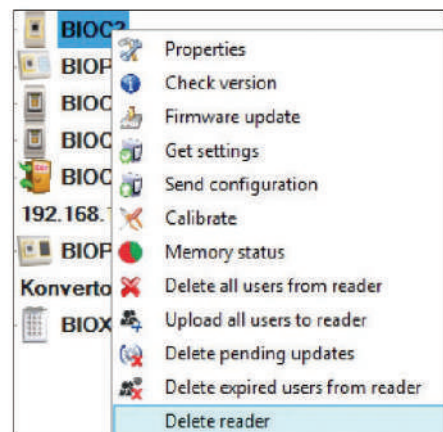 BIOC2
Properties
BIOP
Check version
BIOC
Firmware update
BIOC
Get settings
BIOC
Send configuration
192.168.
Calibrate
BIOP
Memory status
Konverto
Delete all users from reader
BIOX
Upload all users to reader
Delete pending updates
Delete expired users from reader
Delete reader